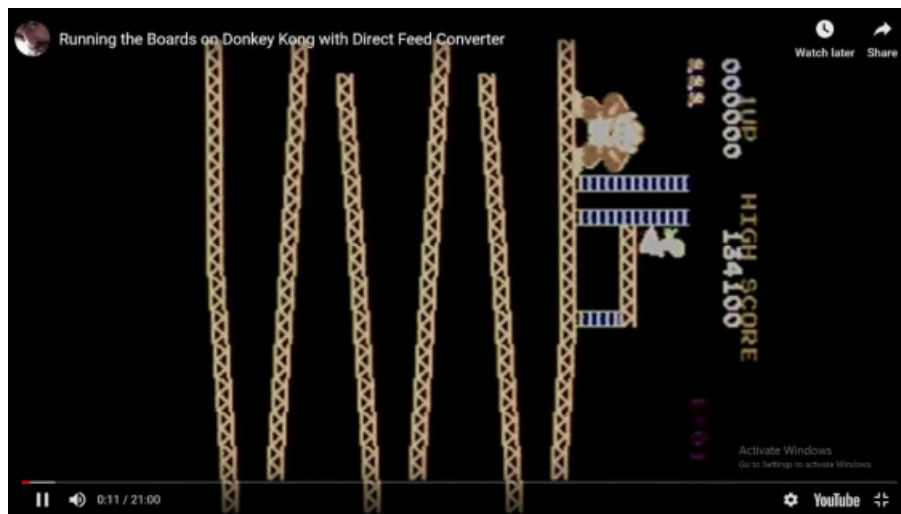 Running the Boards on Donkey Kong with Direct Feed Converter
Watch later
Share
1UP
000000
HIGH SCORE
134100
L=01
Activate Windows
Go to Settings to activate Windows.
0:11 / 21:00
YouTube